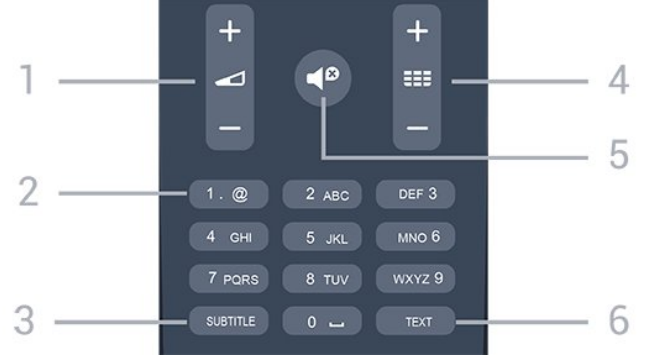 + +
1 4
− −
5
2 1 . @ 2 ABC DEF 3
4 GHI 5 JKL MNO 6
7 PQRS 8 TUV WXYZ 9
3 SUBTITLE 0 ⎵ TEXT 6